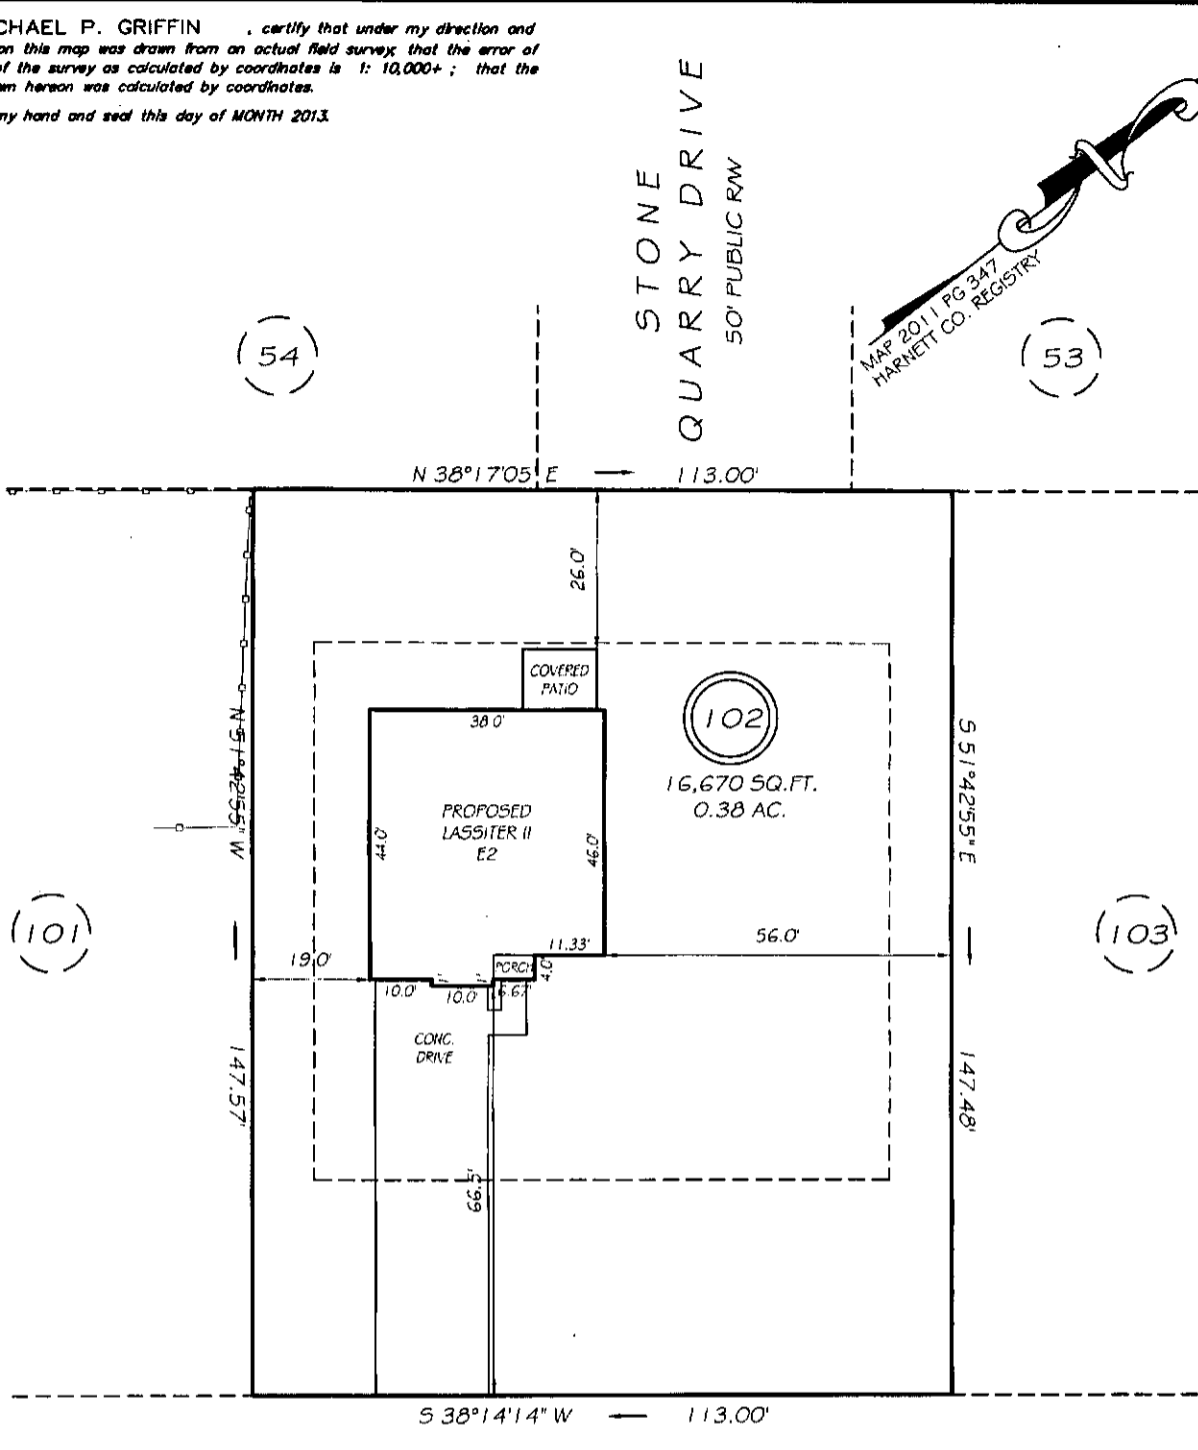 CHAEL P. GRIFFIN , certify that under my direction and
on this map was drawn from an actual field survey; that the error of
of the survey as calculated by coordinates is 1: 10,000+ ; that the
wn hereon was calculated by coordinates.
my hand and seal this day of MONTH 2013.
STONE
QUARRY DRIVE
50' PUBLIC R/W
MAP 2011 PG 347
HARNETT CO. REGISTRY
54
53
N 38°17'05" E
113.00'
26.0'
COVERED
PATIO
38.0'
102
16,670 SQ.FT.
0.38 AC.
N 51°42'55" W
S 51°42'55" E
PROPOSED
LASSITER II
E2
44.0'
46.0'
101
103
19.0'
11.33'
56.0'
PORCH
4.0'
1'
1'
10.0'
10.0'
6.67'
CONC.
DRIVE
147.57'
147.48'
66.5'
S 38°14'14" W
113.00'